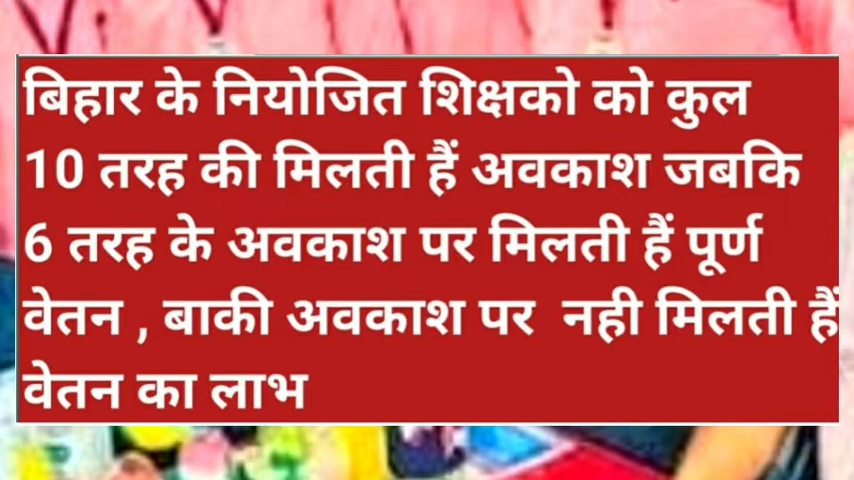 बिहार के नियोजित शिक्षको को कुल
10 तरह की मिलती हैं अवकाश जबकि
6 तरह के अवकाश पर मिलती हैं पूर्ण
वेतन , बाकी अवकाश पर नही मिलती हैं
वेतन का लाभ